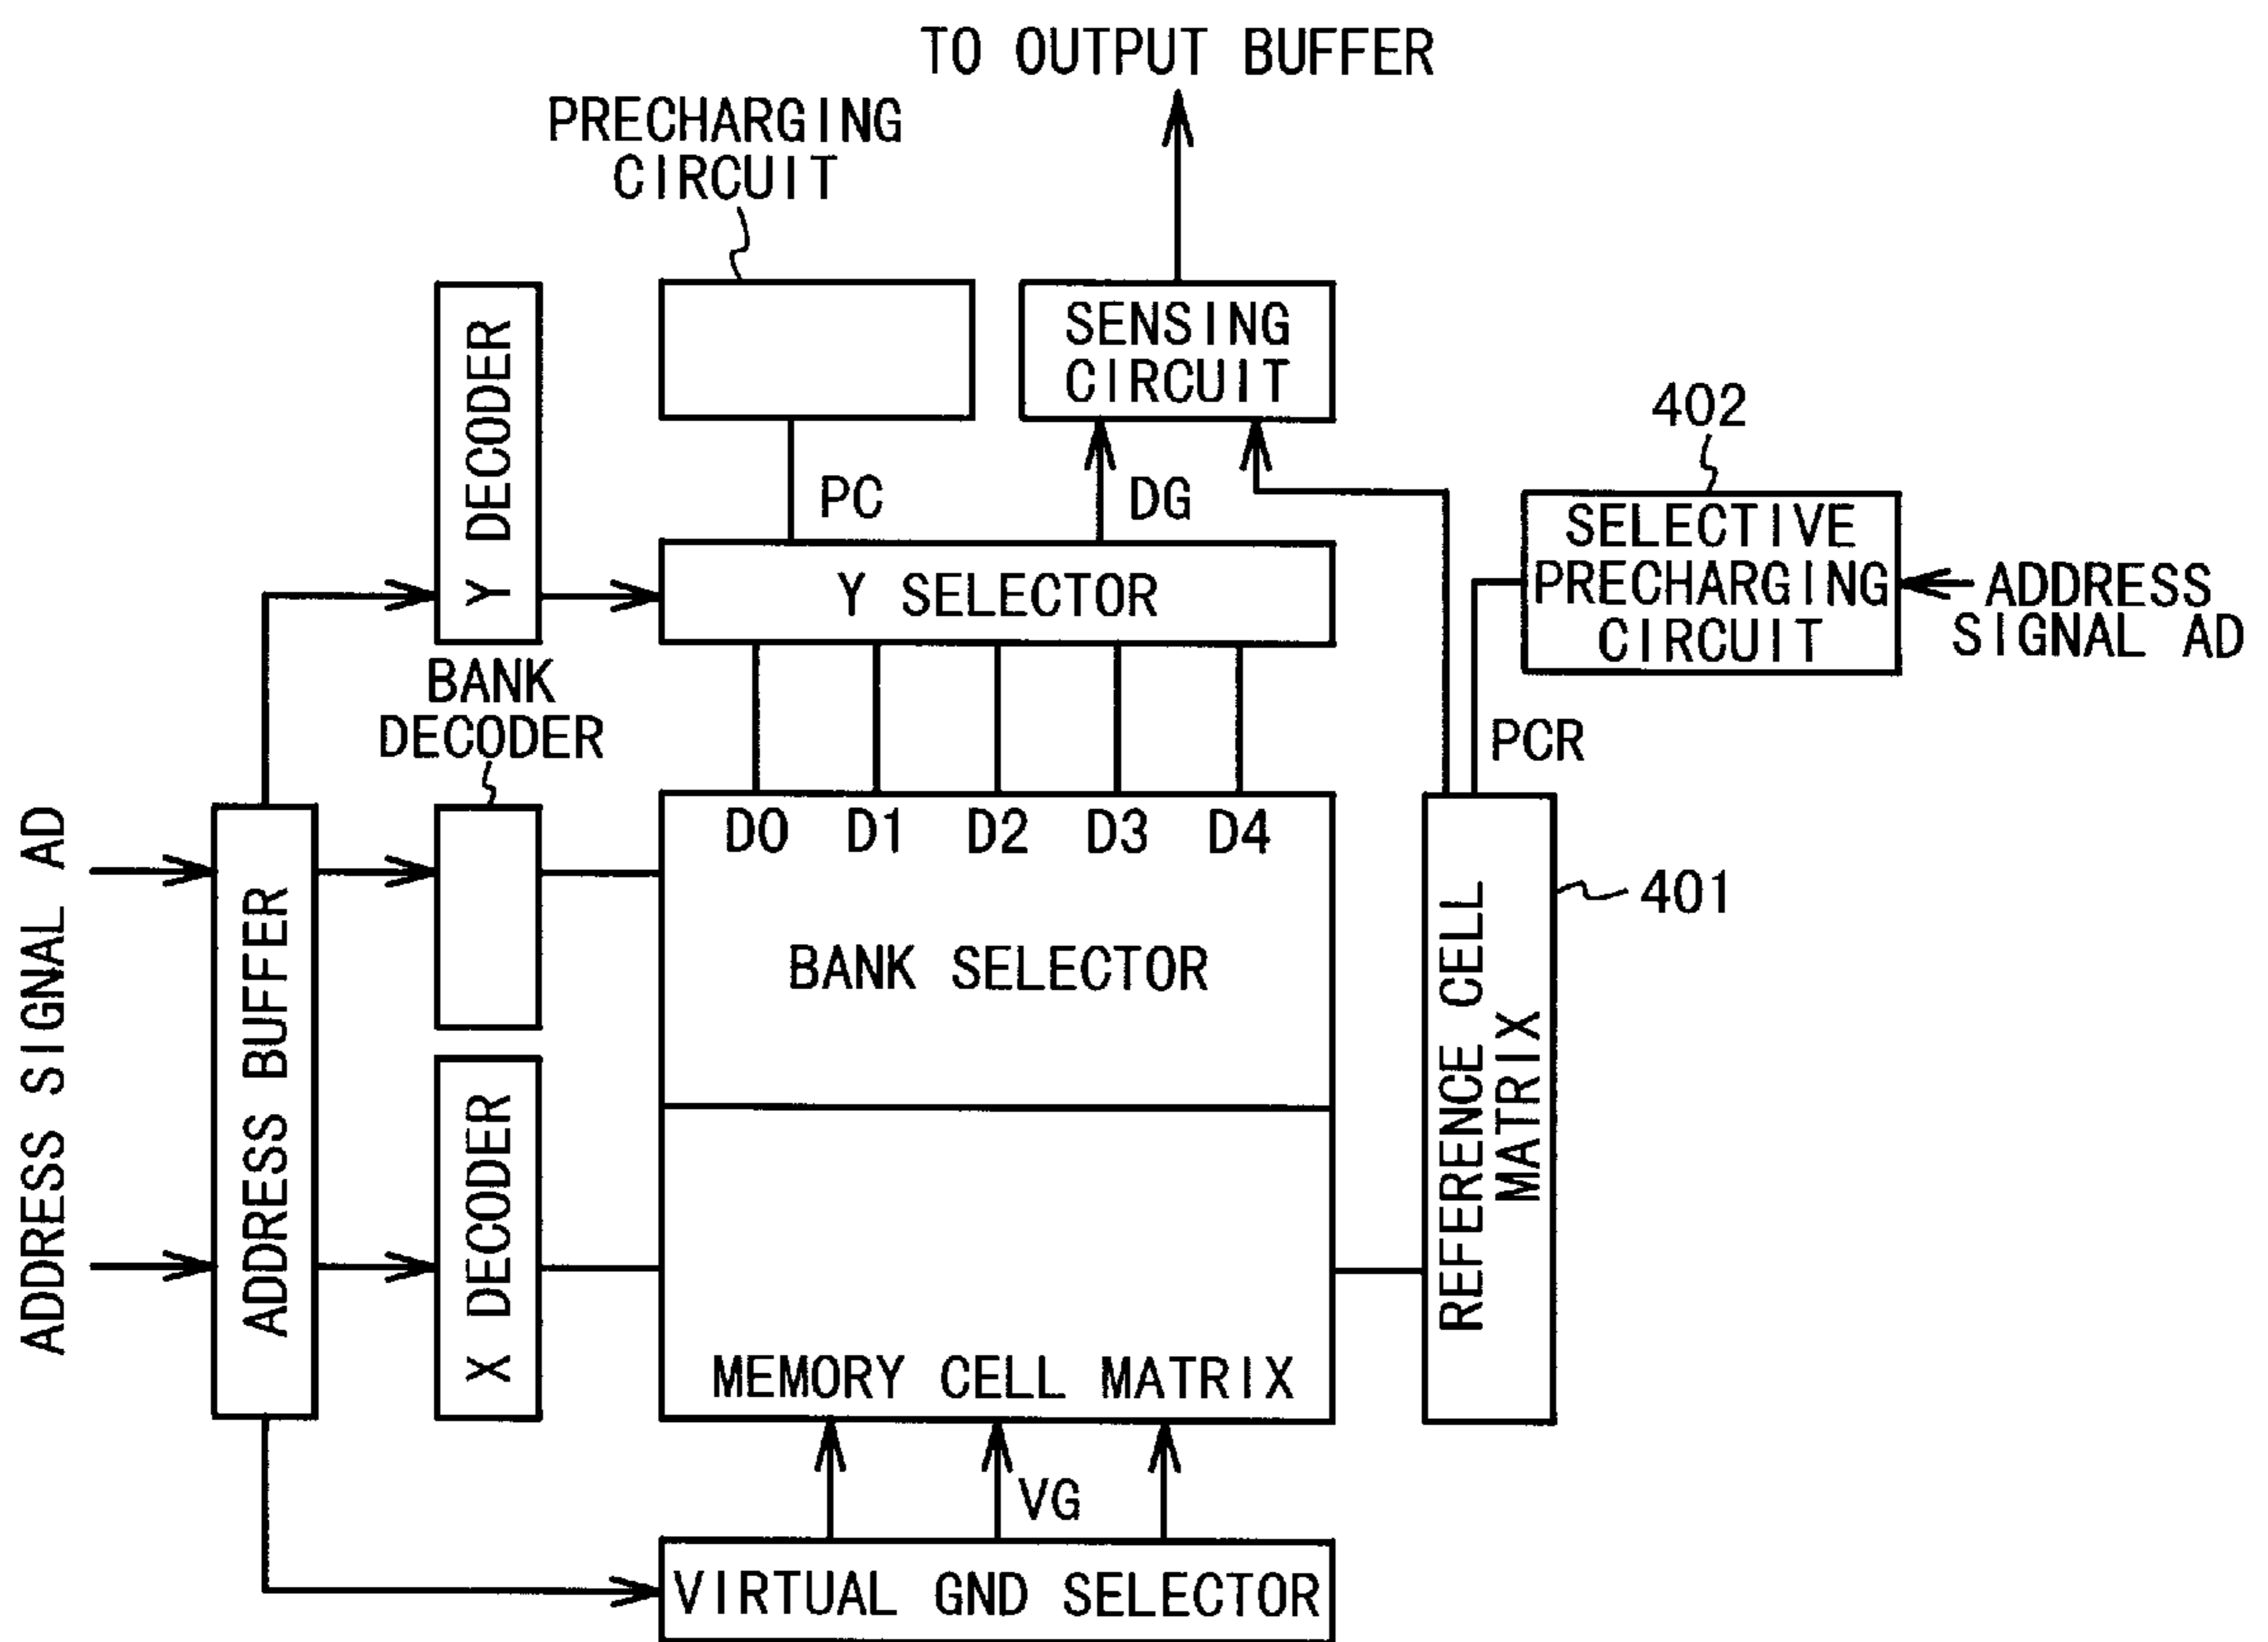 TO OUTPUT BUFFER
PRECHARGING
CIRCUIT
SENSING
CIRCUIT
Y DECODER
402
PC
DG
SELECTIVE
PRECHARGING
CIRCUIT
ADDRESS
SIGNAL AD
Y SELECTOR
BANK
DECODER
PCR
D0 D1 D2 D3 D4
ADDRESS SIGNAL AD
ADDRESS BUFFER
BANK SELECTOR
401
REFERENCE CELL
MATRIX
X DECODER
MEMORY CELL MATRIX
VG
VIRTUAL GND SELECTOR